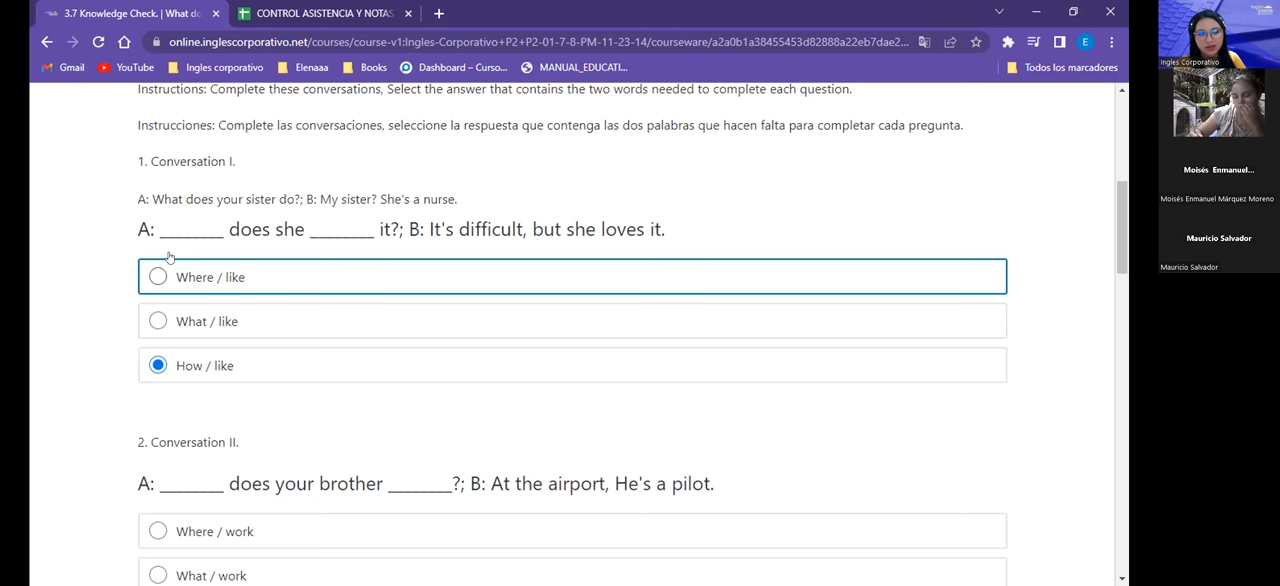 3.7 Knowledge Check. | What do
CONTROL ASISTENCIA Y NOTAS
online.inglescorporativo.net/courses/course-v1:Ingles-Corporativo+P2+P2-01-7-8-PM-11-23-14/courseware/a2a0b1a38455453d82888a22eb7dae2...
E
Gmail
YouTube
Ingles corporativo
Elenaaa
Books
Dashboard – Curso...
MANUAL_EDUCATI...
Todos los marcadores
Instructions: Complete these conversations, Select the answer that contains the two words needed to complete each question.
Instrucciones: Complete las conversaciones, seleccione la respuesta que contenga las dos palabras que hacen falta para completar cada pregunta.
1. Conversation I.
A: What does your sister do?; B: My sister? She's a nurse.
A: ________ does she ________ it?; B: It's difficult, but she loves it.
Where / like
What / like
How / like
2. Conversation II.
A: ________ does your brother ________?; B: At the airport, He's a pilot.
Where / work
What / work
Ingles Corporativo
Moisés Enmanuel...
Moisés Enmanuel Márquez Moreno
Mauricio Salvador
Mauricio Salvador